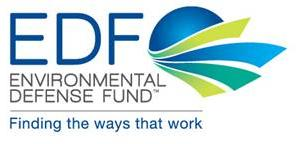 EDF
ENVIRONMENTAL
DEFENSE FUND™
Finding the ways that work